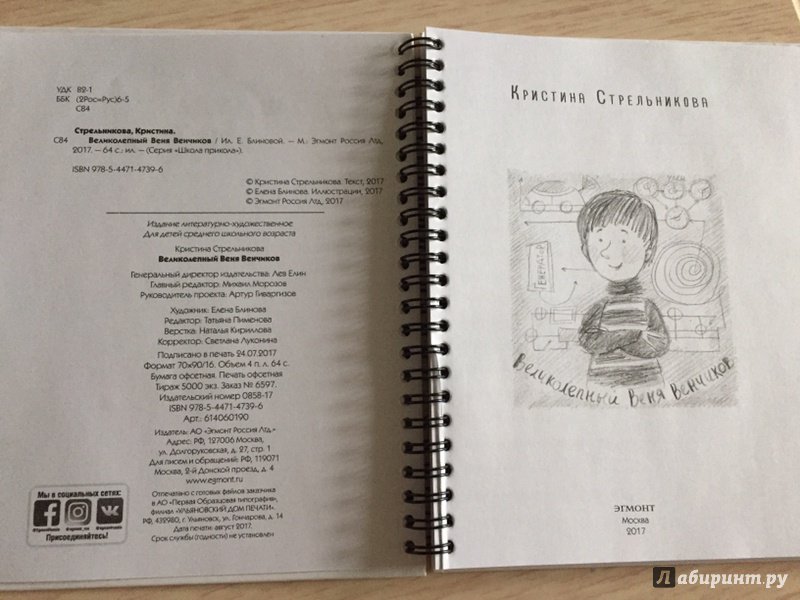 УДК 82-1
ББК (2Рос=Рус)6-5
С84
Стрельникова, Кристина.
С84 Великолепный Веня Венчиков / Ил. Е. Блиновой. – М.: Эгмонт Россия Лтд,
2017. – 64 с.: ил. – (Серия «Школа прикола»).
ISBN 978-5-4471-4739-6
© Кристина Стрельникова. Текст, 2017
© Елена Блинова. Иллюстрации, 2017
© Эгмонт Россия Лтд, 2017
Издание литературно-художественное
Для детей среднего школьного возраста
Кристина Стрельникова
Великолепный Веня Венчиков
Генеральный директор издательства: Лев Елин
Главный редактор: Михаил Морозов
Руководитель проекта: Артур Гиваргизов
Художник: Елена Блинова
Редактор: Татьяна Пименова
Верстка: Наталья Кириллова
Корректор: Светлана Луконина
Подписано в печать 24.07.2017
Формат 70х90/16. Объем 4 п. л. 64 с.
Бумага офсетная. Печать офсетная
Тираж 5000 экз. Заказ № 6597.
Издательский номер 0858-17
ISBN 978-5-4471-4739-6
Арт.: 614060190
Издатель: АО «Эгмонт Россия Лтд.»
Адрес: РФ, 127006 Москва,
ул. Долгоруковская, д. 27, стр. 1
Для писем и обращений: РФ, 119071
Москва, 2-й Донской проезд, д. 4
www.egmont.ru
Отпечатано с готовых файлов заказчика
в АО «Первая Образцовая типография»,
филиал «УЛЬЯНОВСКИЙ ДОМ ПЕЧАТИ».
РФ, 432980, г. Ульяновск, ул. Гончарова, д. 14
Дата печати: август 2017.
Срок службы (годности) не установлен
Мы в социальных сетях:
Присоединяйтесь!
Кристина Стрельникова
Генератор
Великолепный Веня Венчиков
ЭГМОНТ
Москва
2017
Лабиринт.ру